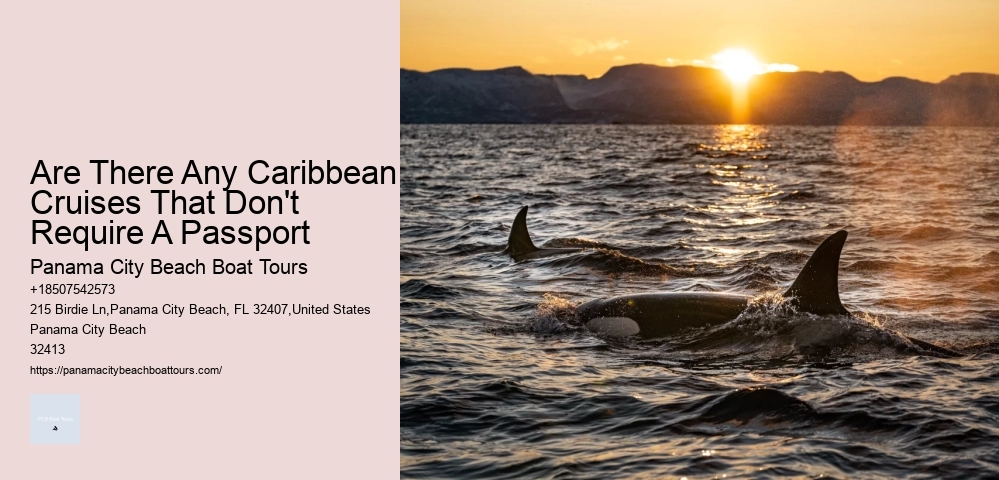 Are There Any Caribbean
Cruises That Don't
Require A Passport
Panama City Beach Boat Tours
+18507542573
215 Birdie Ln,Panama City Beach, FL 32407,United States
Panama City Beach
32413
https://panamacitybeachboattours.com/